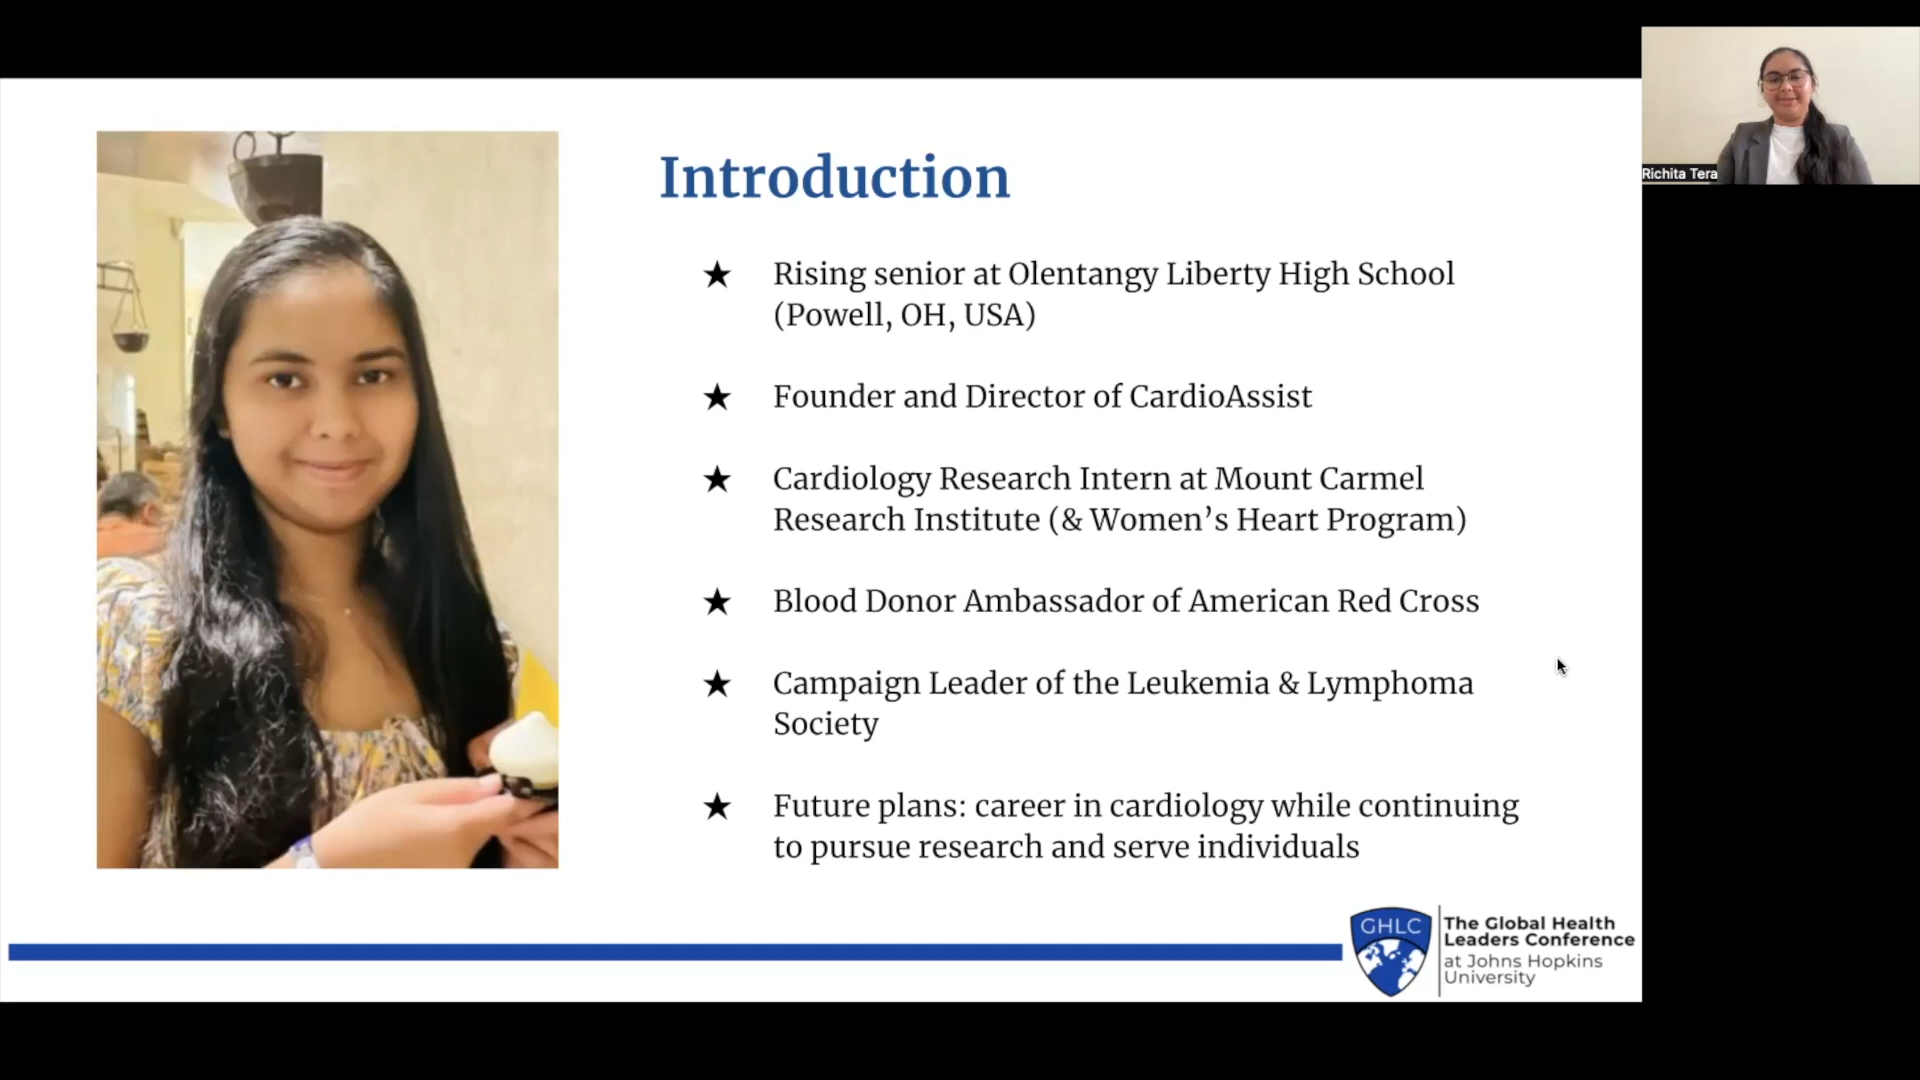 Introduction
★ Rising senior at Olentangy Liberty High School
(Powell, OH, USA)
★ Founder and Director of CardioAssist
★ Cardiology Research Intern at Mount Carmel
Research Institute (& Women’s Heart Program)
★ Blood Donor Ambassador of American Red Cross
★ Campaign Leader of the Leukemia & Lymphoma
Society
★ Future plans: career in cardiology while continuing
to pursue research and serve individuals
GHLC
The Global Health
Leaders Conference
at Johns Hopkins
University
Richita Tera